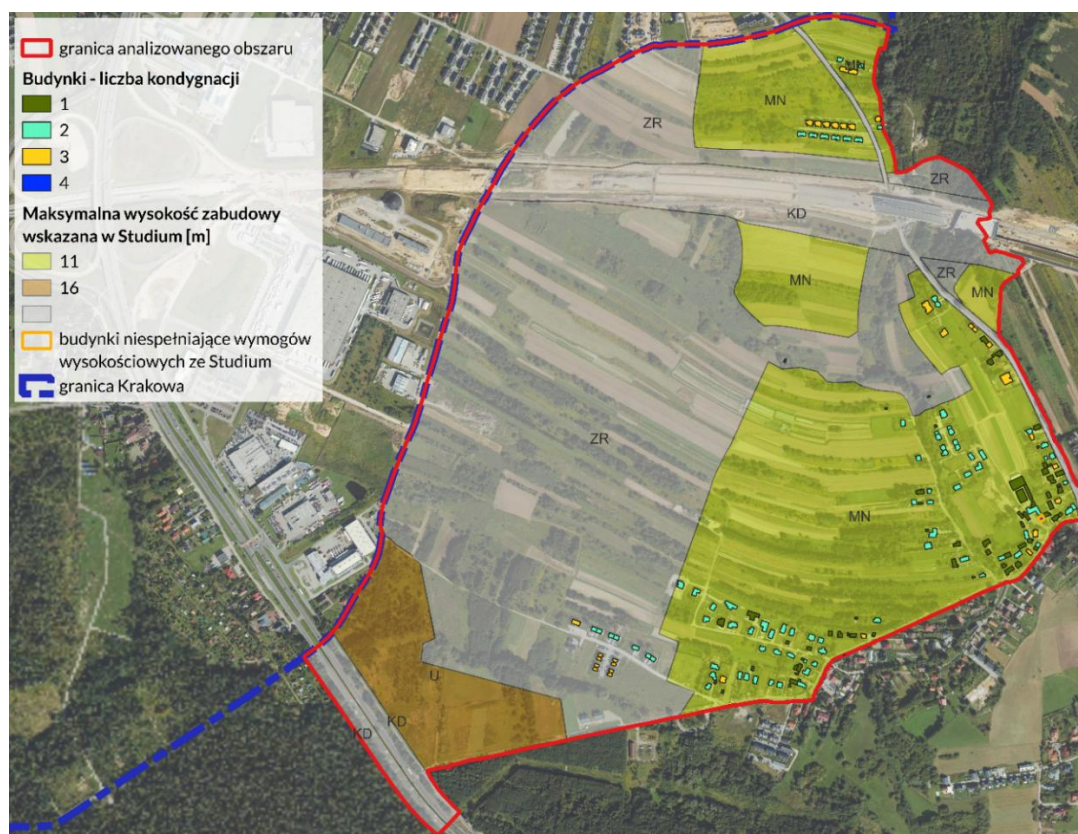 granica analizowanego obszaru
Budynki - liczba kondygnacji
1
2
3
4
Maksymalna wysokość zabudowy
wskazana w Studium [m]
11
16
budynki niespełniające wymogów
wysokościowych ze Studium
granica Krakowa
MN
MN
ZR
ZR
KD
ZR
MN
MN
ZR
MN
U
KD
KD